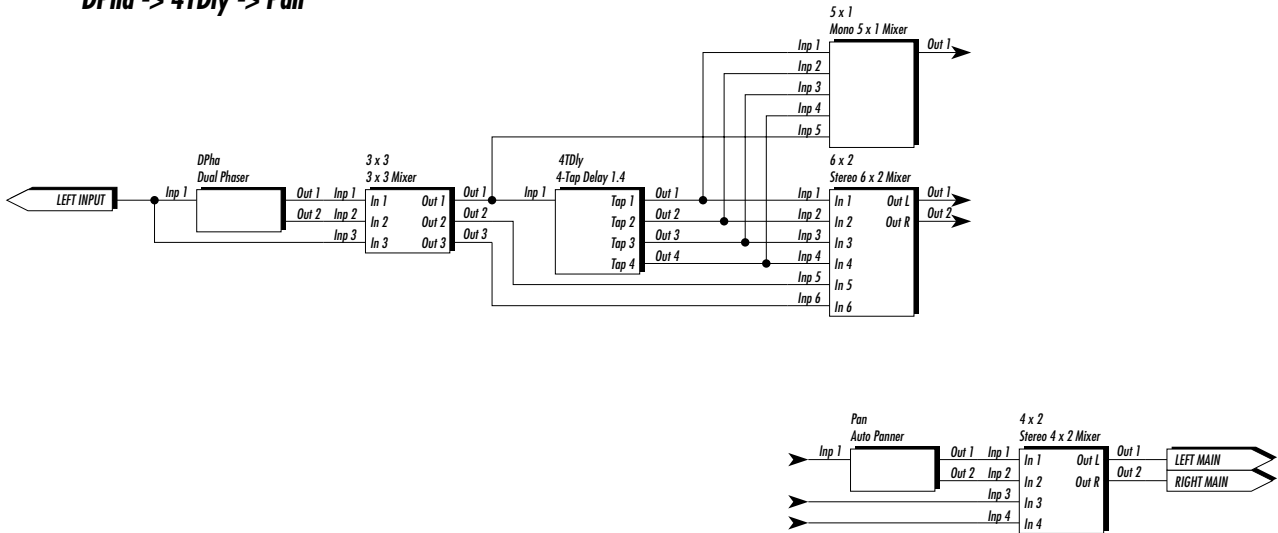 DPha -> 4TDly -> Pan
5 x 1
Mono 5 x 1 Mixer
Inp 1
Out 1
Inp 2
Inp 3
Inp 4
Inp 5
DPha
Dual Phaser
3 x 3
3 x 3 Mixer
4TDly
4-Tap Delay 1.4
6 x 2
Stereo 6 x 2 Mixer
LEFT INPUT
Inp 1
Out 1
Inp 1
In 1
Out 1
Out 1
Inp 1
Tap 1
Out 1
Inp 1
In 1
Out L
Out 1
Out 2
Inp 2
In 2
Out 2
Out 2
Tap 2
Out 2
Inp 2
In 2
Out R
Out 2
Inp 3
In 3
Out 3
Out 3
Tap 3
Out 3
Inp 3
In 3
Tap 4
Out 4
Inp 4
In 4
Inp 5
In 5
Inp 6
In 6
Pan
Auto Panner
4 x 2
Stereo 4 x 2 Mixer
Inp 1
Out 1
Inp 1
In 1
Out L
Out 1
LEFT MAIN
Out 2
Inp 2
In 2
Out R
Out 2
RIGHT MAIN
Inp 3
In 3
Inp 4
In 4